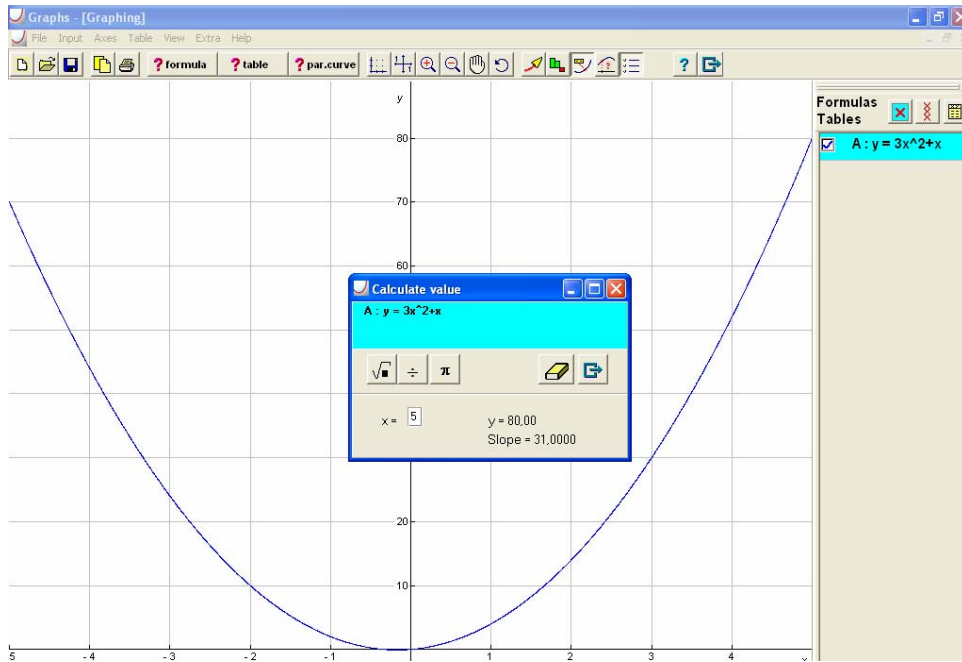 Graphs - [Graphing]
File Input Axes Table View Extra Help
? formula ? table ? par.curve ?
Formulas
Tables
A : y = 3x^2+x
y
80
70
60
Calculate value
A : y = 3x^2+x
√ ÷ π
x = 5 y = 80,00
Slope = 31,0000
20
10
5 -4 -3 -2 -1 1 2 3 4 x